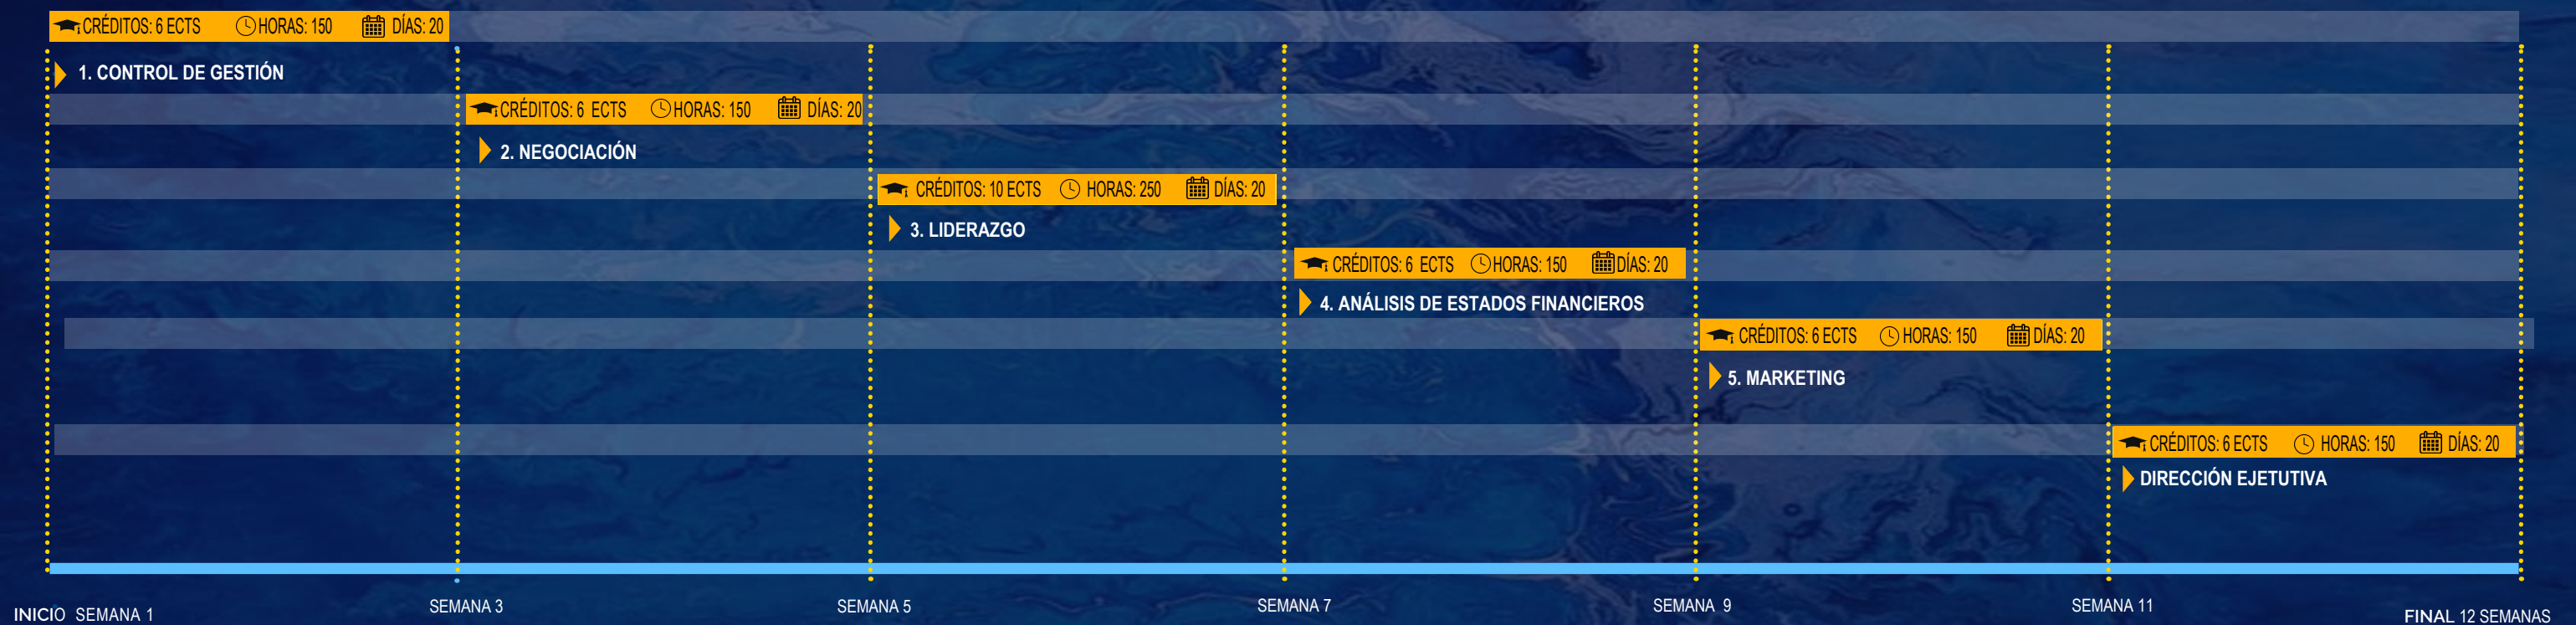 CRÉDITOS: 6 ECTS HORAS: 150 DÍAS: 20
1. CONTROL DE GESTIÓN
CRÉDITOS: 6 ECTS HORAS: 150 DÍAS: 20
2. NEGOCIACIÓN
CRÉDITOS: 10 ECTS HORAS: 250 DÍAS: 20
3. LIDERAZGO
CRÉDITOS: 6 ECTS HORAS: 150 DÍAS: 20
4. ANÁLISIS DE ESTADOS FINANCIEROS
CRÉDITOS: 6 ECTS HORAS: 150 DÍAS: 20
5. MARKETING
CRÉDITOS: 6 ECTS HORAS: 150 DÍAS: 20
DIRECCIÓN EJETUTIVA
INICIO SEMANA 1
SEMANA 3
SEMANA 5
SEMANA 7
SEMANA 9
SEMANA 11
FINAL 12 SEMANAS